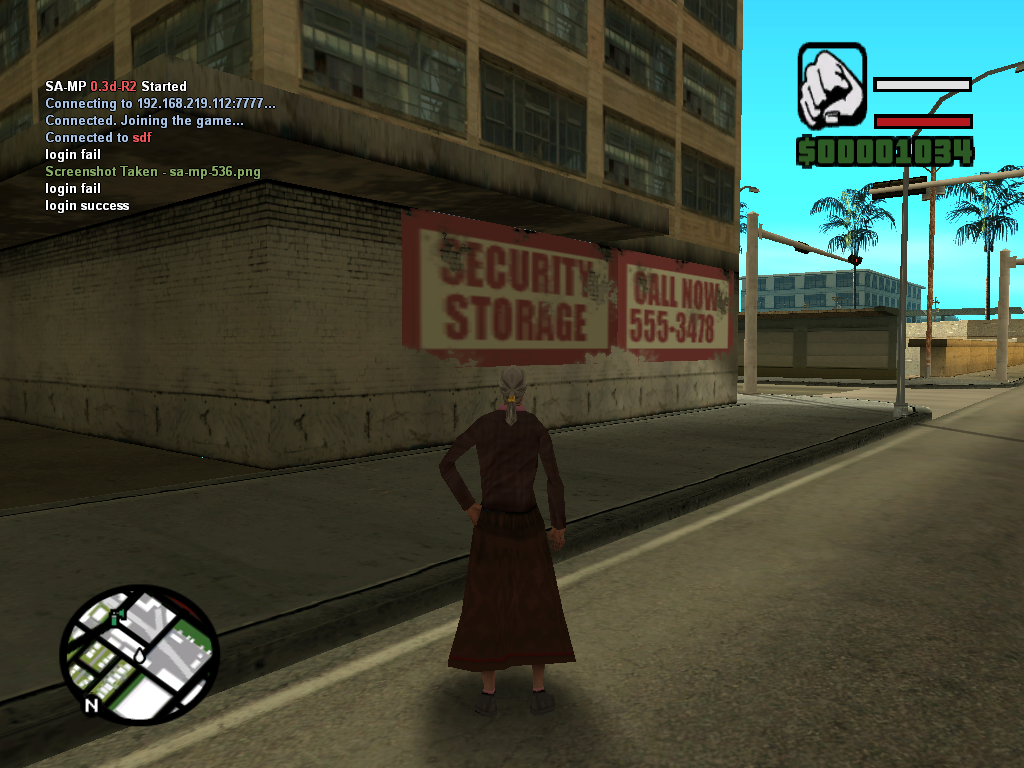 SA-MP 0.3d-R2 Started
Connecting to 192.168.219.112:7777...
Connected. Joining the game...
Connected to sdf
login fail
Screenshot Taken - sa-mp-536.png
login fail
login success
$00001034
SECURITY
STORAGE
CALL NOW
555-3478
N